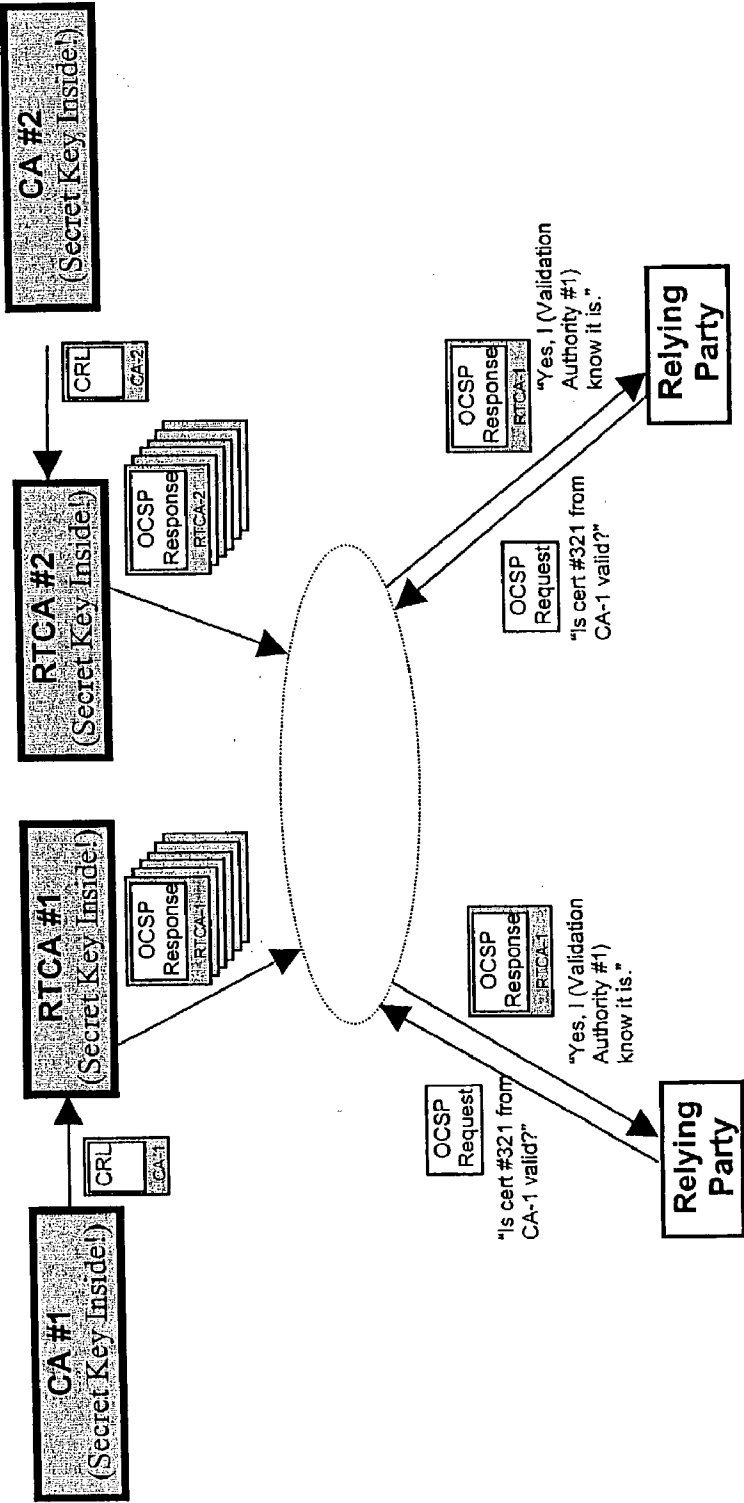 CA #1
(Secret Key Inside!)
CRL
CA-1
RTCA #1
(Secret Key Inside!)
OCSP
Response
RTCA-1
RTCA #2
(Secret Key Inside!)
OCSP
Response
RTCA-2
CRL
CA-2
CA #2
(Secret Key Inside!)
OCSP
Request
"Is cert #321 from
CA-1 valid?"
OCSP
Response
RTCA-1
"Yes, I (Validation
Authority #1)
know it is."
Relying
Party
OCSP
Request
"Is cert #321 from
CA-1 valid?"
OCSP
Response
RTCA-1
"Yes, I (Validation
Authority #1)
know it is."
Relying
Party